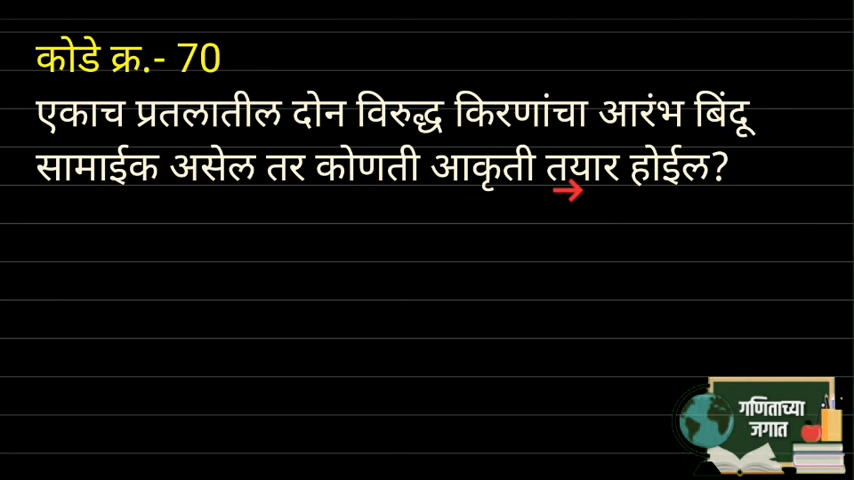 कोडे क्र.- 70
एकाच प्रतलातील दोन विरुद्ध किरणांचा आरंभ बिंदू
सामाईक असेल तर कोणती आकृती तयार होईल?
गणिताच्या
जगात